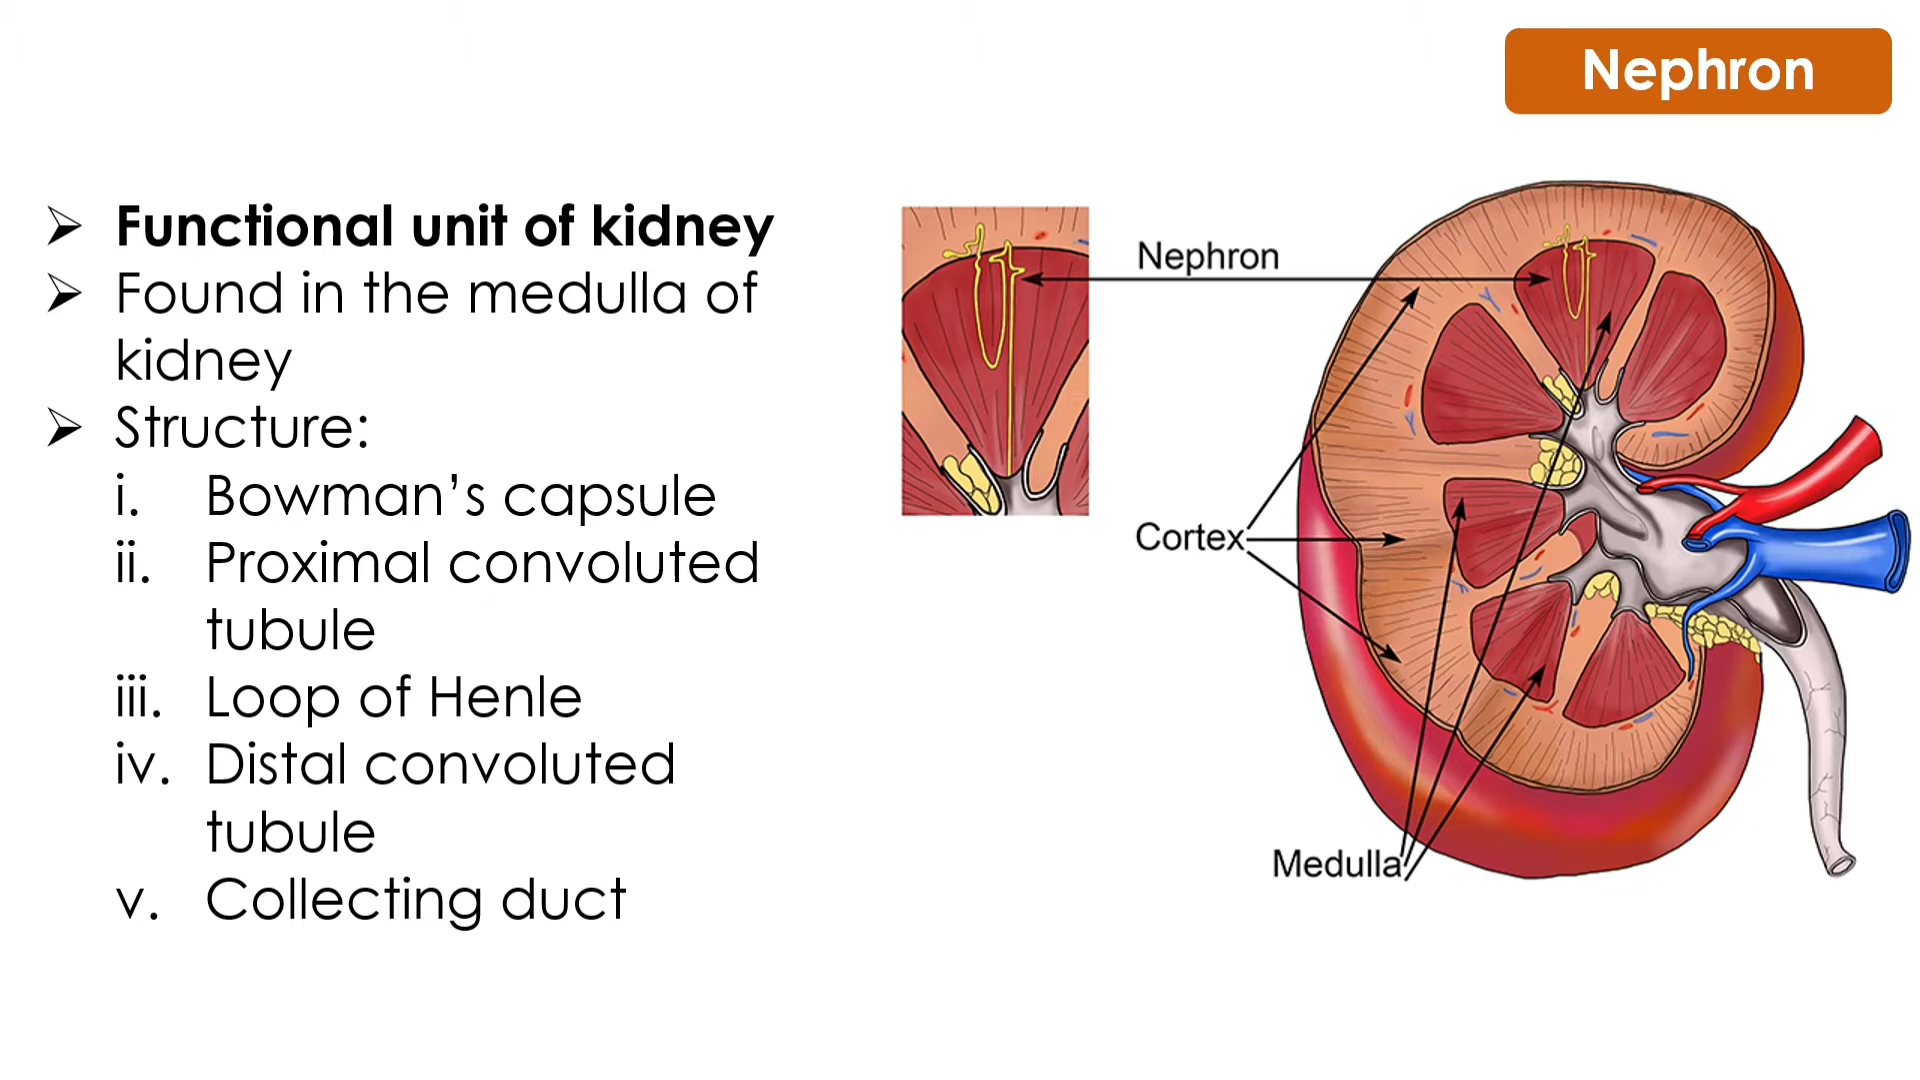 Nephron
➢ Functional unit of kidney
➢ Found in the medulla of
kidney
➢ Structure:
i. Bowman’s capsule
ii. Proximal convoluted
tubule
iii. Loop of Henle
iv. Distal convoluted
tubule
v. Collecting duct
Nephron
Cortex
Medulla